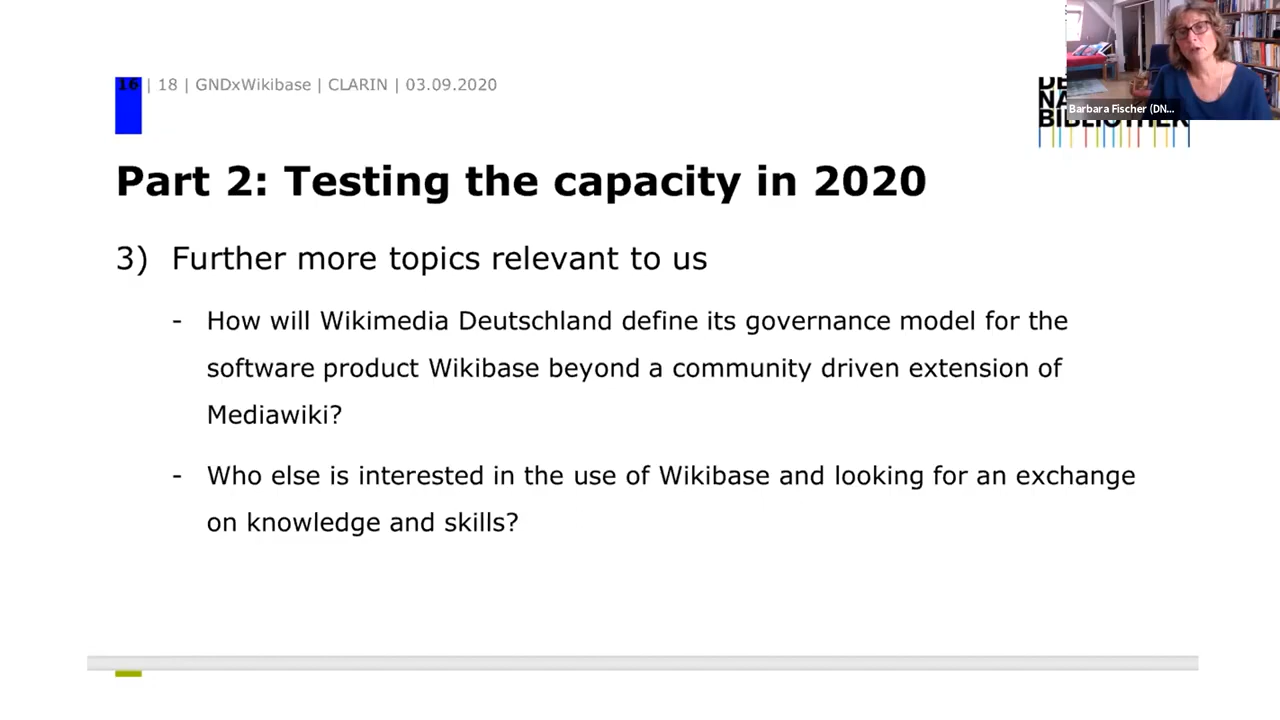 16 | 18 | GNDxWikibase | CLARIN | 03.09.2020
Barbara Fischer (DN...
BIBLIOTHEK
Part 2: Testing the capacity in 2020
3) Further more topics relevant to us
- How will Wikimedia Deutschland define its governance model for the
software product Wikibase beyond a community driven extension of
Mediawiki?
- Who else is interested in the use of Wikibase and looking for an exchange
on knowledge and skills?